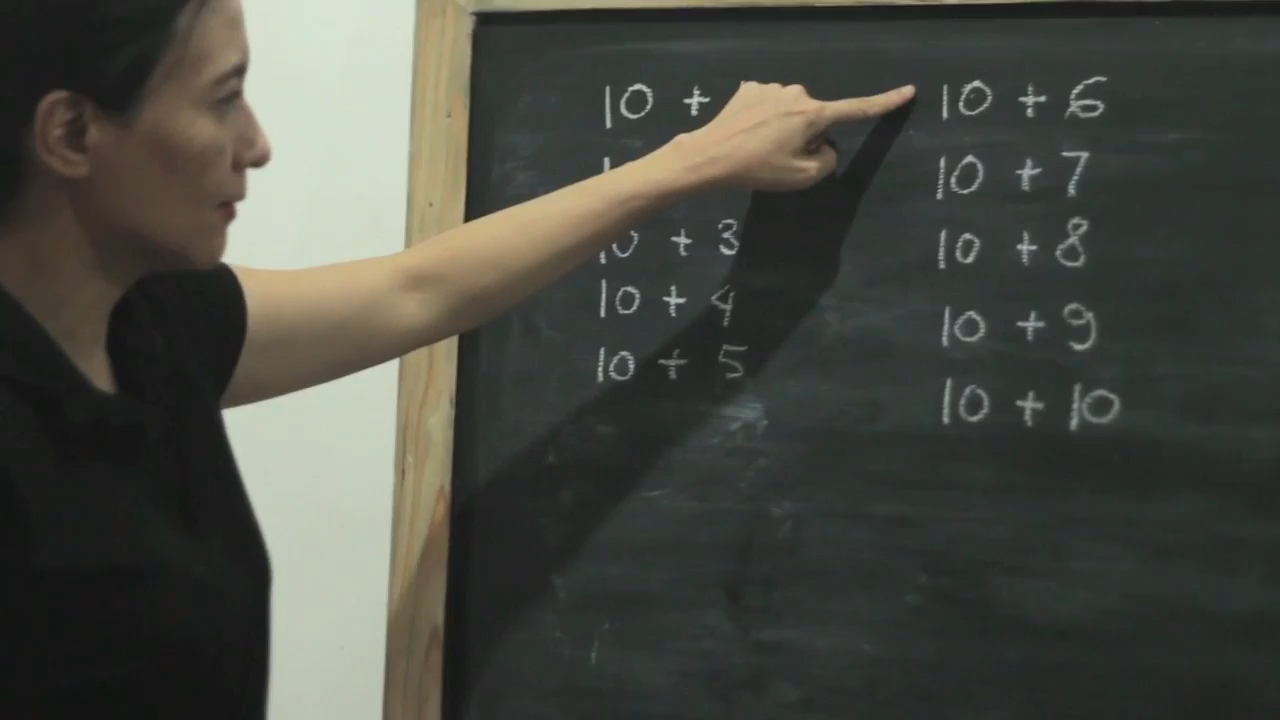 10 +
10 + 3
10 + 4
10 + 5
10 + 6
10 + 7
10 + 8
10 + 9
10 + 10